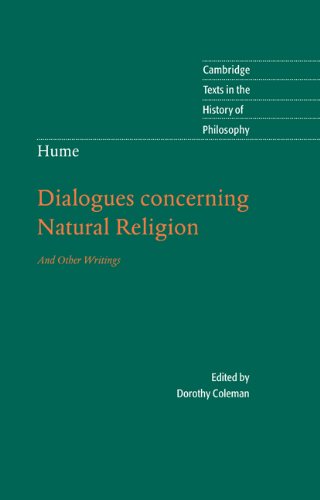 Cambridge
Texts in the
History of
Philosophy
Hume
Dialogues concerning
Natural Religion
And Other Writings
Edited by
Dorothy Coleman